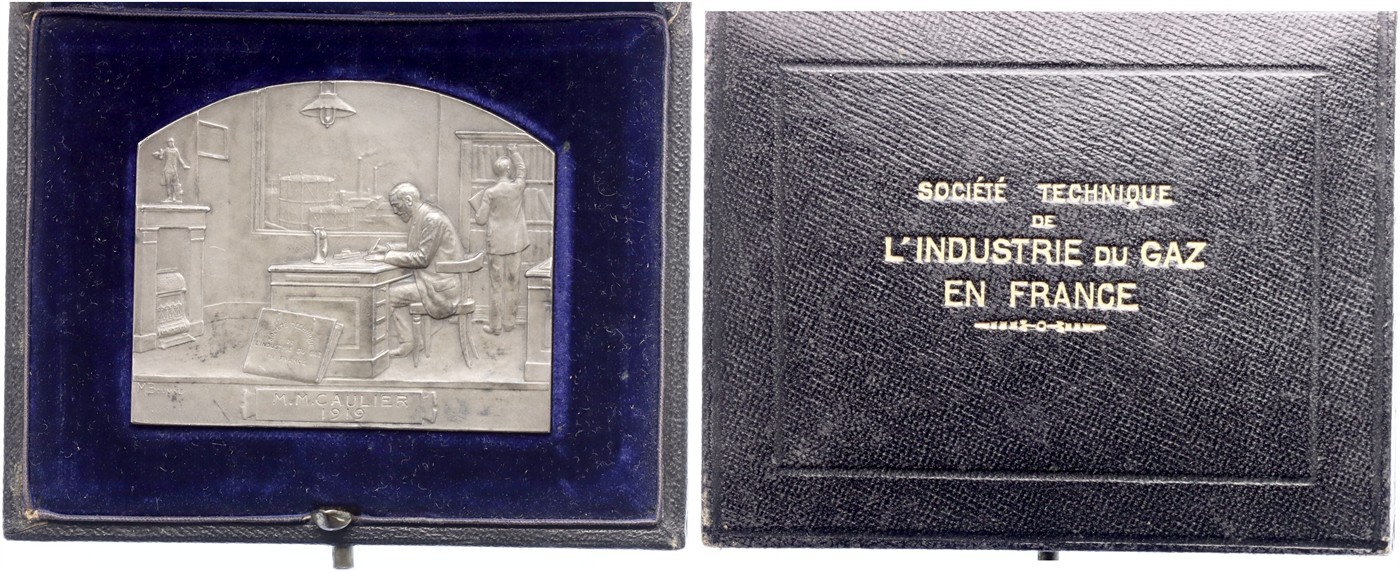 M.M.CAULIER
1919
SOCIÉTÉ TECHNIQUE
DE
L'INDUSTRIE DU GAZ
EN FRANCE